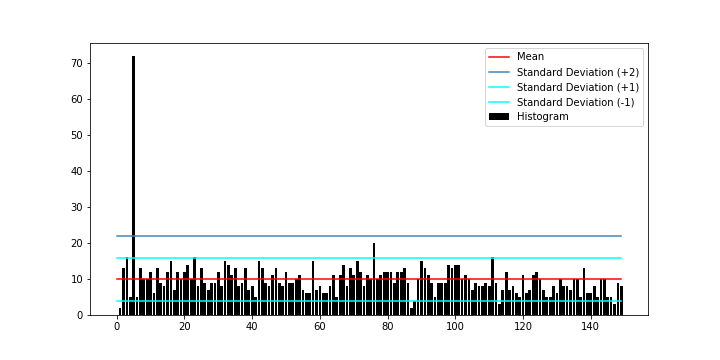 70
60
50
40
30
20
10
0
Mean
Standard Deviation (+2)
Standard Deviation (+1)
Standard Deviation (-1)
Histogram
0 20 40 60 80 100 120 140